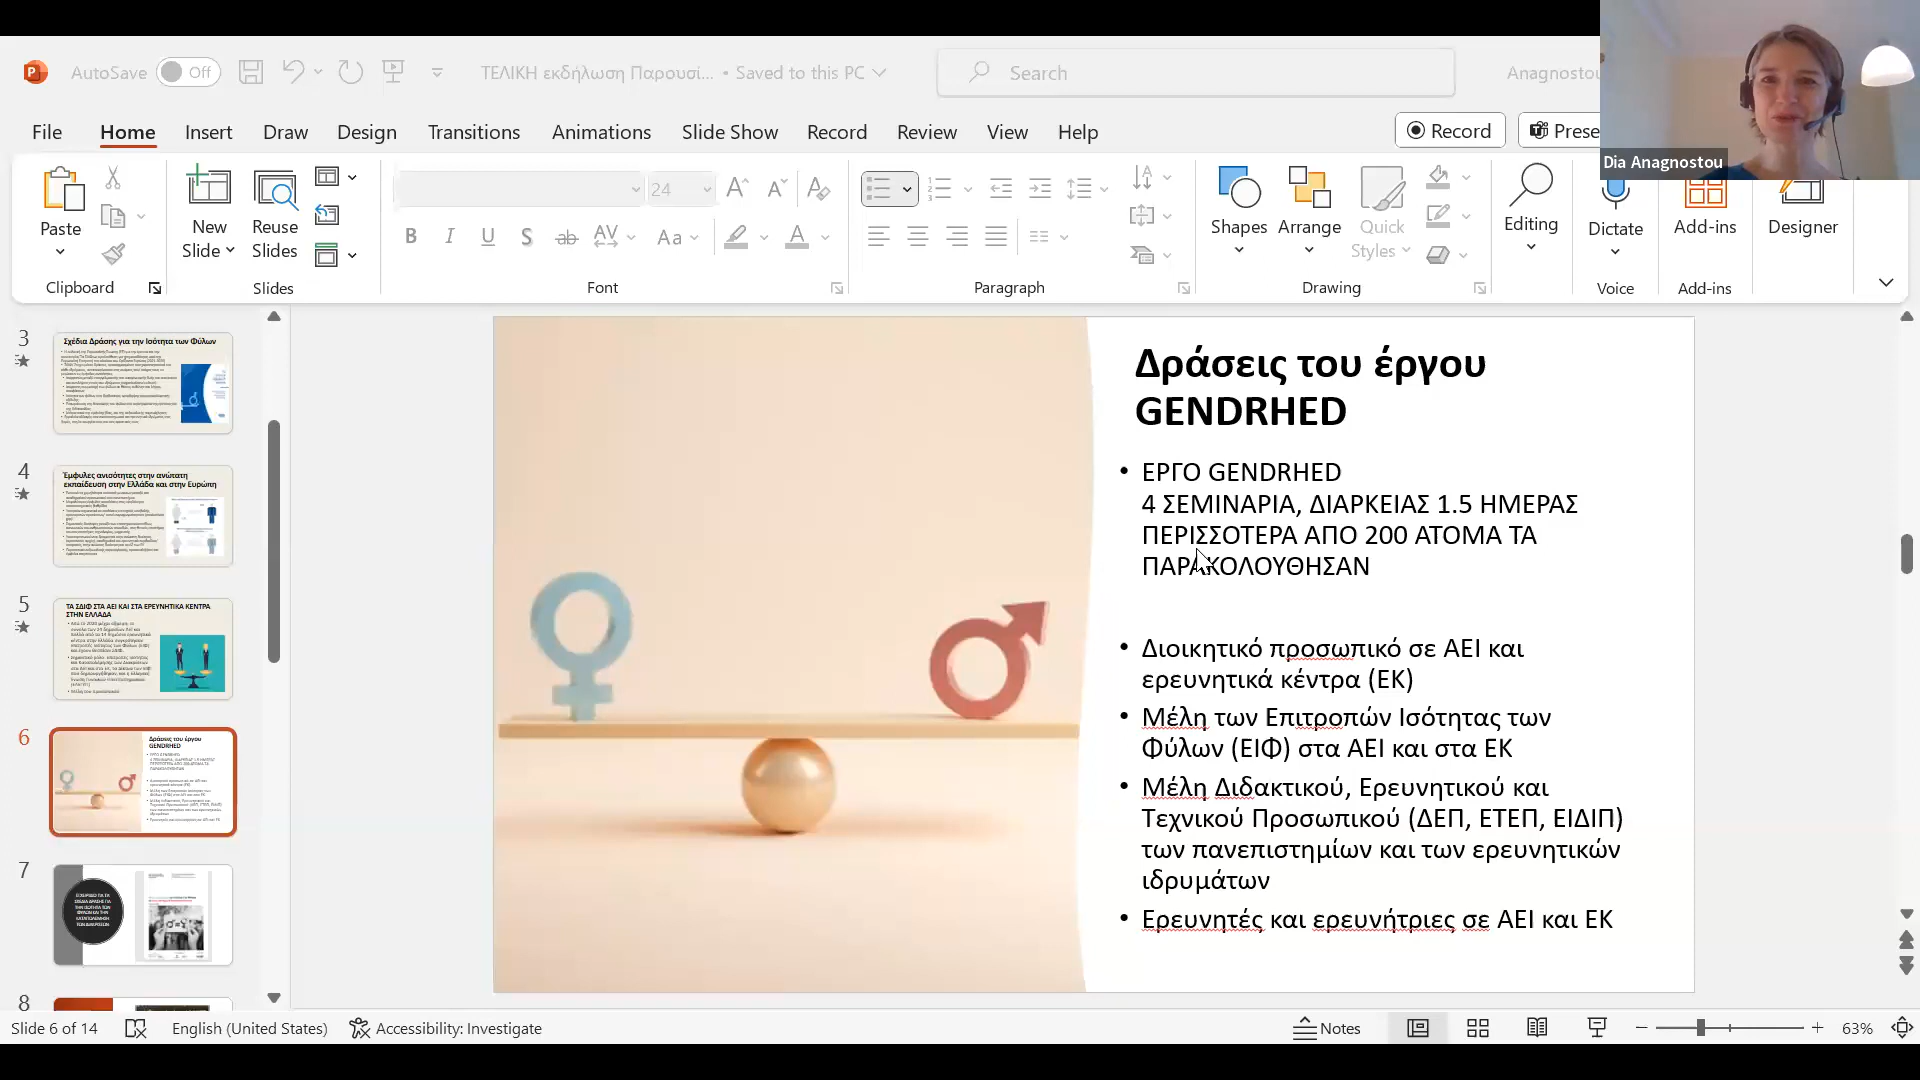 AutoSave Off
ΤΕΛΙΚΗ εκδήλωση Παρουσί... • Saved to this PC
Search
Anagnostou
Dia Anagnostou
File Home Insert Draw Design Transitions Animations Slide Show Record Review View Help
Record
Prese
Paste
New
Slide
Reuse
Slides
24
Shapes
Arrange
Quick
Styles
Editing
Dictate
Add-ins
Designer
Clipboard
Slides
Font
Paragraph
Drawing
Voice
Add-ins
3
Σχέδια Δράσης για την Ισότητα των Φύλων
4
Έμφυλες ανισότητες στην ανώτατη
εκπαίδευση στην Ελλάδα και στην Ευρώπη
5
ΤΑ ΣΔΙΦ ΣΤΑ ΑΕΙ ΚΑΙ ΣΤΑ ΕΡΕΥΝΗΤΙΚΑ ΚΕΝΤΡΑ
ΣΤΗΝ ΕΛΛΑΔΑ
6
Δράσεις του έργου
GENDRHED
7
8
Δράσεις του έργου
GENDRHED
• ΕΡΓΟ GENDRHED
4 ΣΕΜΙΝΑΡΙΑ, ΔΙΑΡΚΕΙΑΣ 1.5 ΗΜΕΡΑΣ
ΠΕΡΙΣΣΟΤΕΡΑ ΑΠΟ 200 ΑΤΟΜΑ ΤΑ
ΠΑΡΑΚΟΛΟΥΘΗΣΑΝ
• Διοικητικό προσωπικό σε ΑΕΙ και
ερευνητικά κέντρα (ΕΚ)
• Μέλη των Επιτροπών Ισότητας των
Φύλων (ΕΙΦ) στα ΑΕΙ και στα ΕΚ
• Μέλη Διδακτικού, Ερευνητικού και
Τεχνικού Προσωπικού (ΔΕΠ, ΕΤΕΠ, ΕΙΔΙΠ)
των πανεπιστημίων και των ερευνητικών
ιδρυμάτων
• Ερευνητές και ερευνήτριες σε ΑΕΙ και ΕΚ
Slide 6 of 14
English (United States)
Accessibility: Investigate
Notes
63%